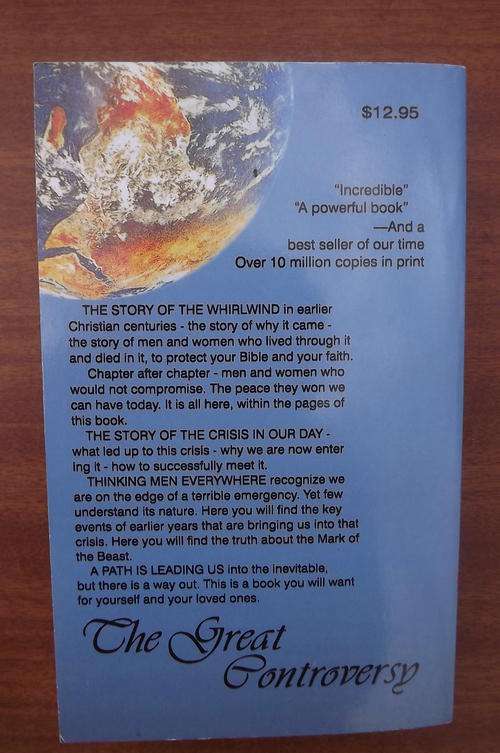 $12.95
"Incredible"
"A powerful book"
—And a
best seller of our time
Over 10 million copies in print
THE STORY OF THE WHIRLWIND in earlier
Christian centuries - the story of why it came -
the story of men and women who lived through it
and died in it, to protect your Bible and your faith.
Chapter after chapter - men and women who
would not compromise. The peace they won we
can have today. It is all here, within the pages of
this book.
THE STORY OF THE CRISIS IN OUR DAY -
what led up to this crisis - why we are now enter
ing it - how to successfully meet it.
THINKING MEN EVERYWHERE recognize we
are on the edge of a terrible emergency. Yet few
understand its nature. Here you will find the key
events of earlier years that are bringing us into that
crisis. Here you will find the truth about the Mark of
the Beast.
A PATH IS LEADING US into the inevitable,
but there is a way out. This is a book you will want
for yourself and your loved ones.
The Great
Controversy